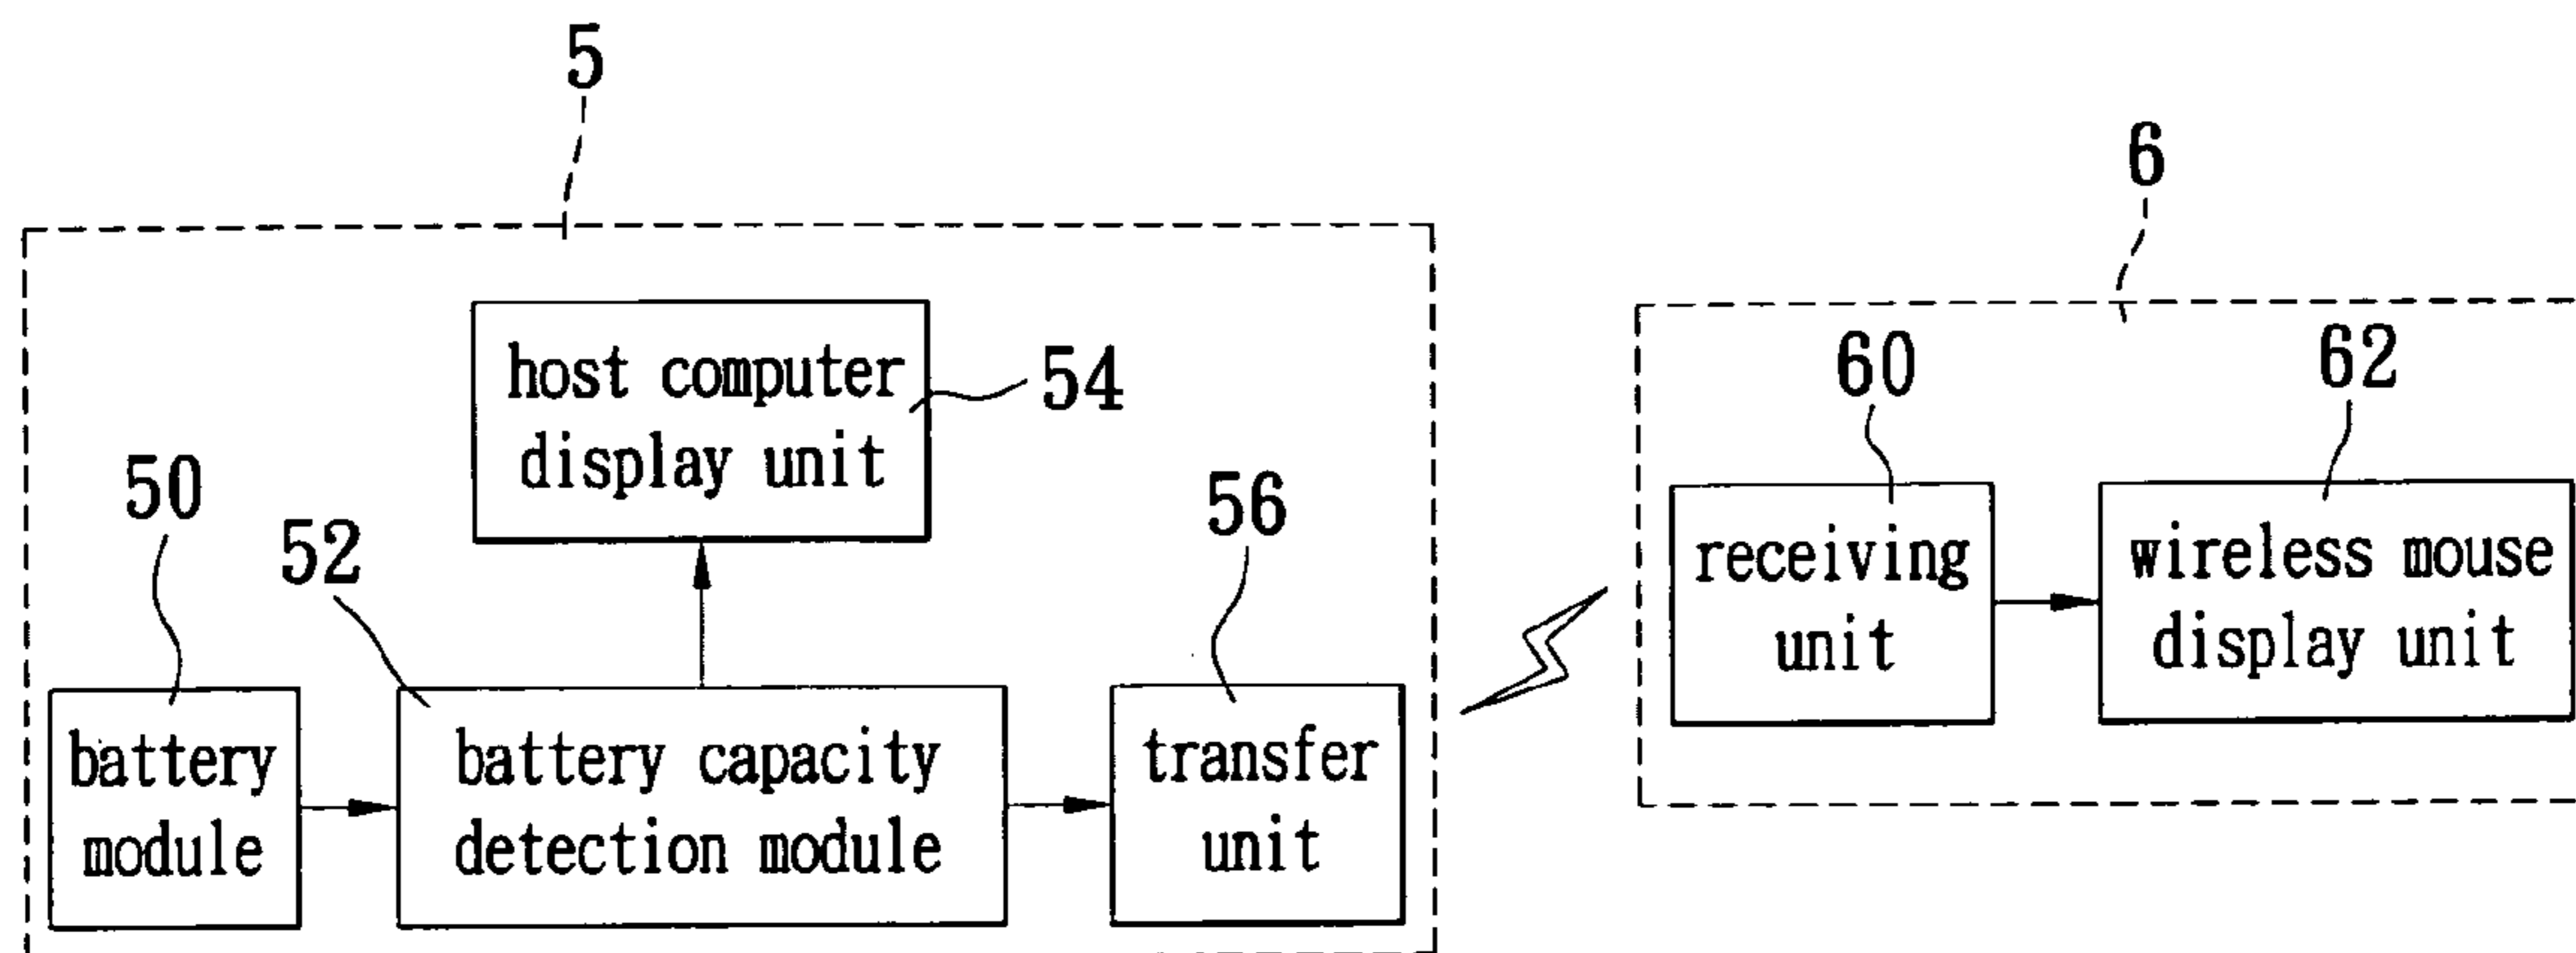 5
6
host computer
display unit
54
60
62
50
52
56
receiving
unit
wireless mouse
display unit
battery
module
battery capacity
detection module
transfer
unit